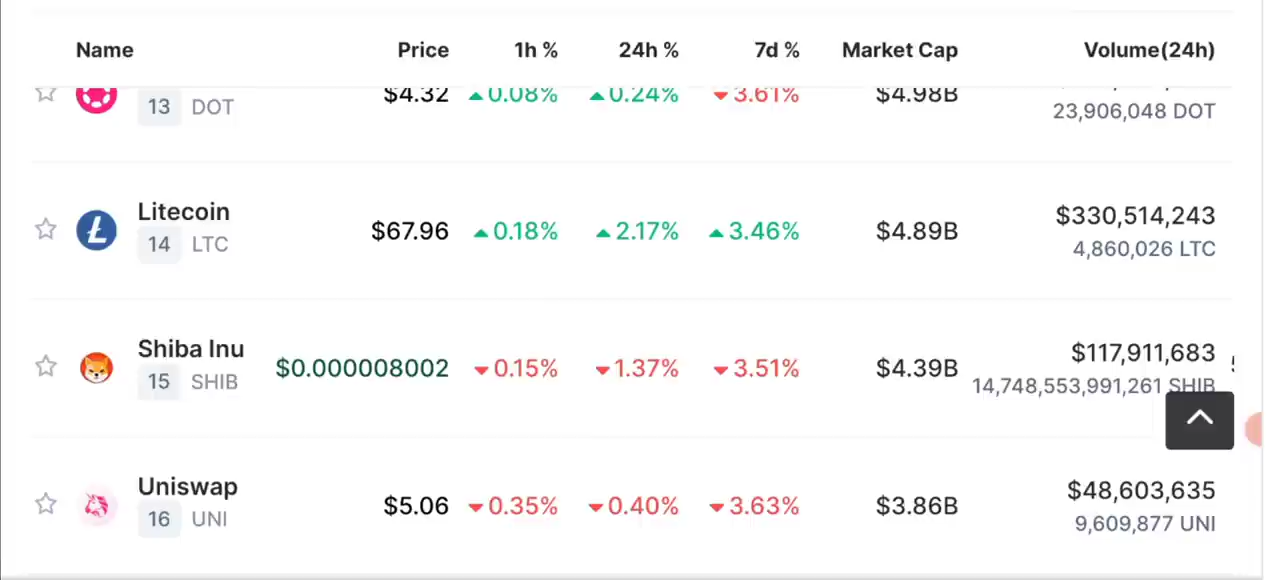 Name Price 1h % 24h % 7d % Market Cap Volume(24h)
$4.32 0.08% 0.24% 3.61% $4.98B
13 DOT 23,906,048 DOT
Litecoin
14 LTC $67.96 0.18% 2.17% 3.46% $4.89B $330,514,243
4,860,026 LTC
Shiba Inu
15 SHIB $0.000008002 0.15% 1.37% 3.51% $4.39B $117,911,683
14,748,553,991,261 SHIB
Uniswap
16 UNI $5.06 0.35% 0.40% 3.63% $3.86B $48,603,635
9,609,877 UNI